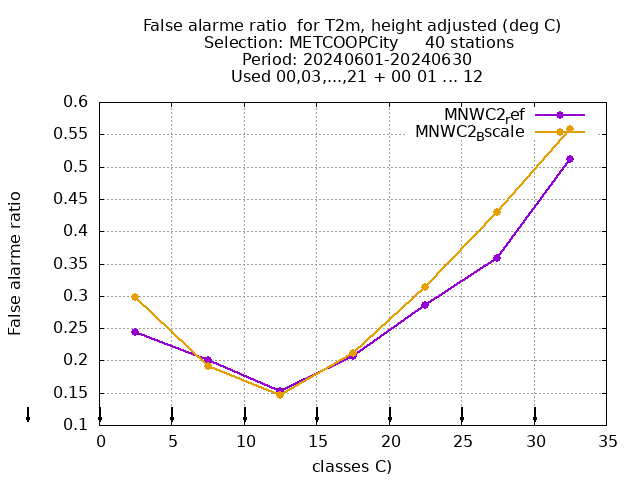 False alarme ratio  for T2m, height adjusted (deg C)
Selection: METCOOPCity     40 stations
Period: 20240601-20240630
Used 00,03,...,21 + 00 01 ... 12
MNWC2_ref
MNWC2_Bscale
0.6
0.55
0.5
0.45
0.4
0.35
0.3
0.25
0.2
0.15
0.1
False alarme ratio
0 5 10 15 20 25 30 35
classes C)